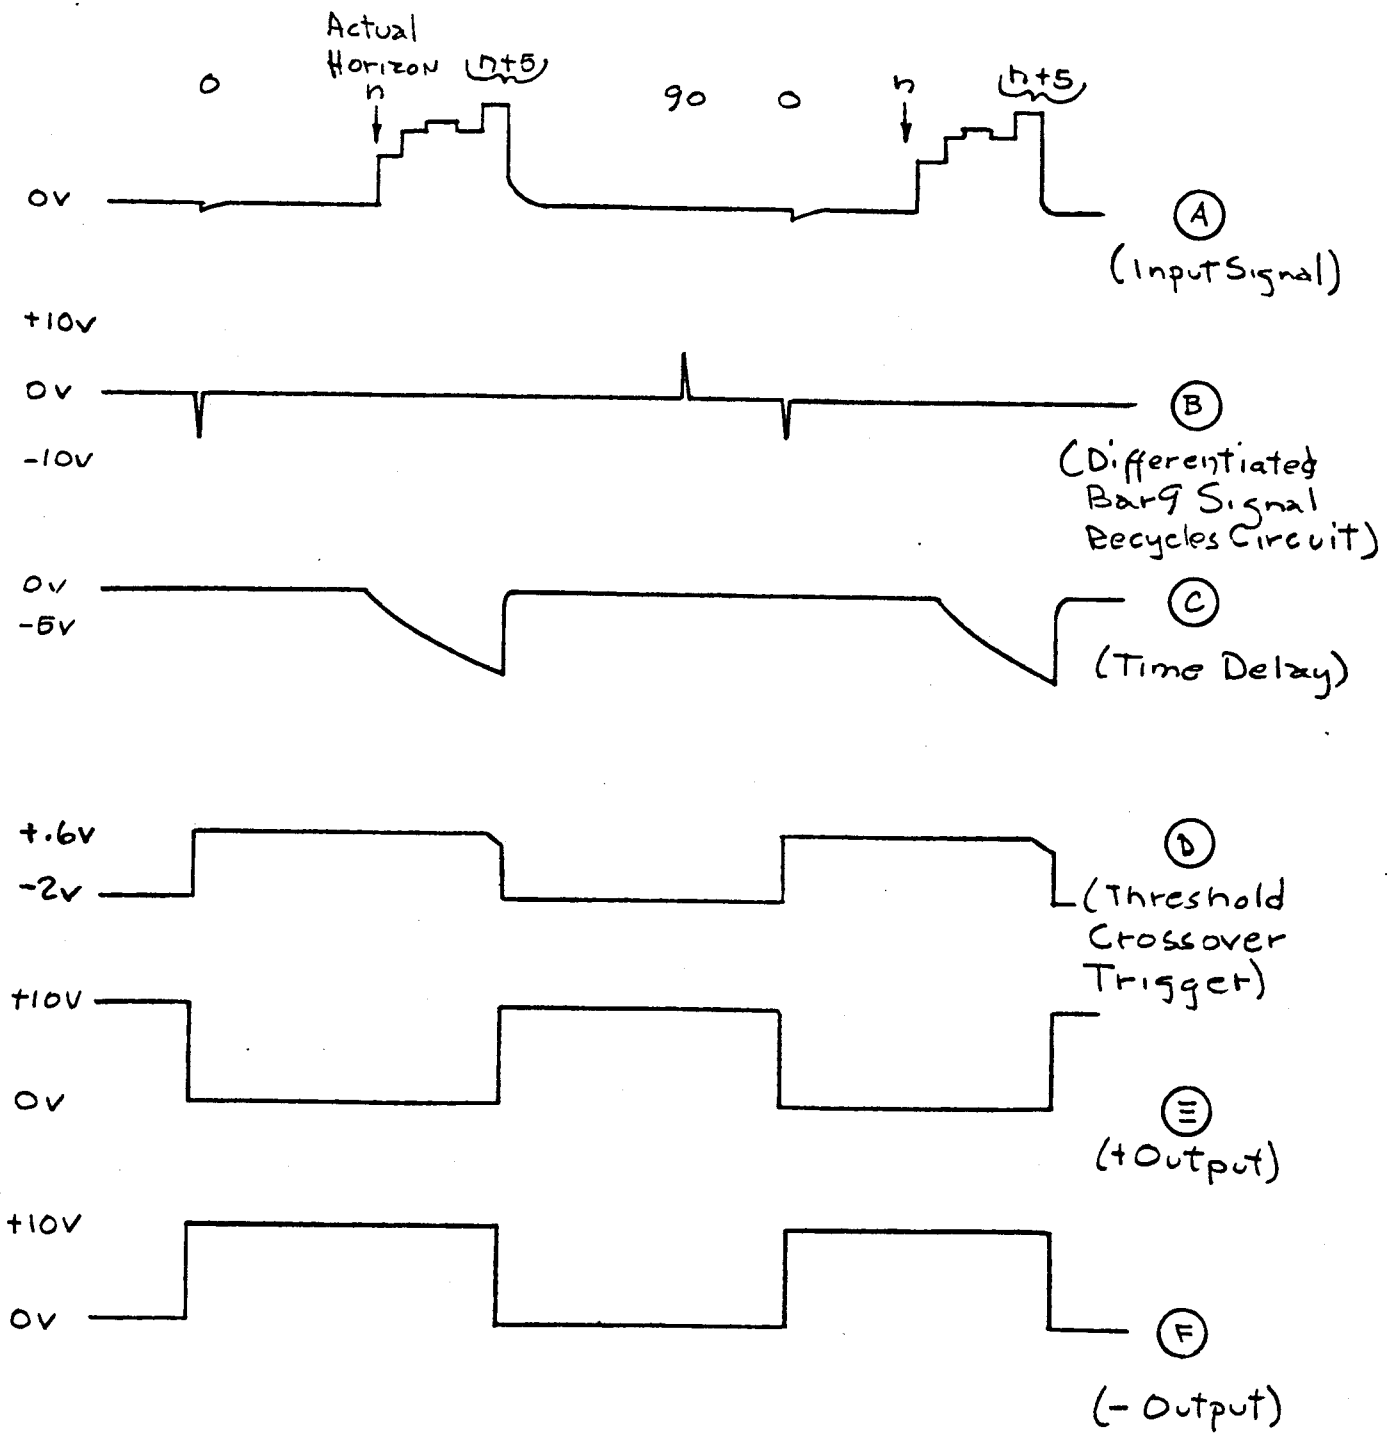 Actual
Horizon
n
n+5
0
90
0
n
n+5
0v
A
(Input Signal)
+10v
0v
-10v
B
(Differentiated
Bar 9 Signal
Recycles Circuit)
0v
-5v
C
(Time Delay)
+.6v
-2v
D
(Threshold
Crossover
Trigger)
+10v
0v
E
(+Output)
+10v
0v
F
(- Output)